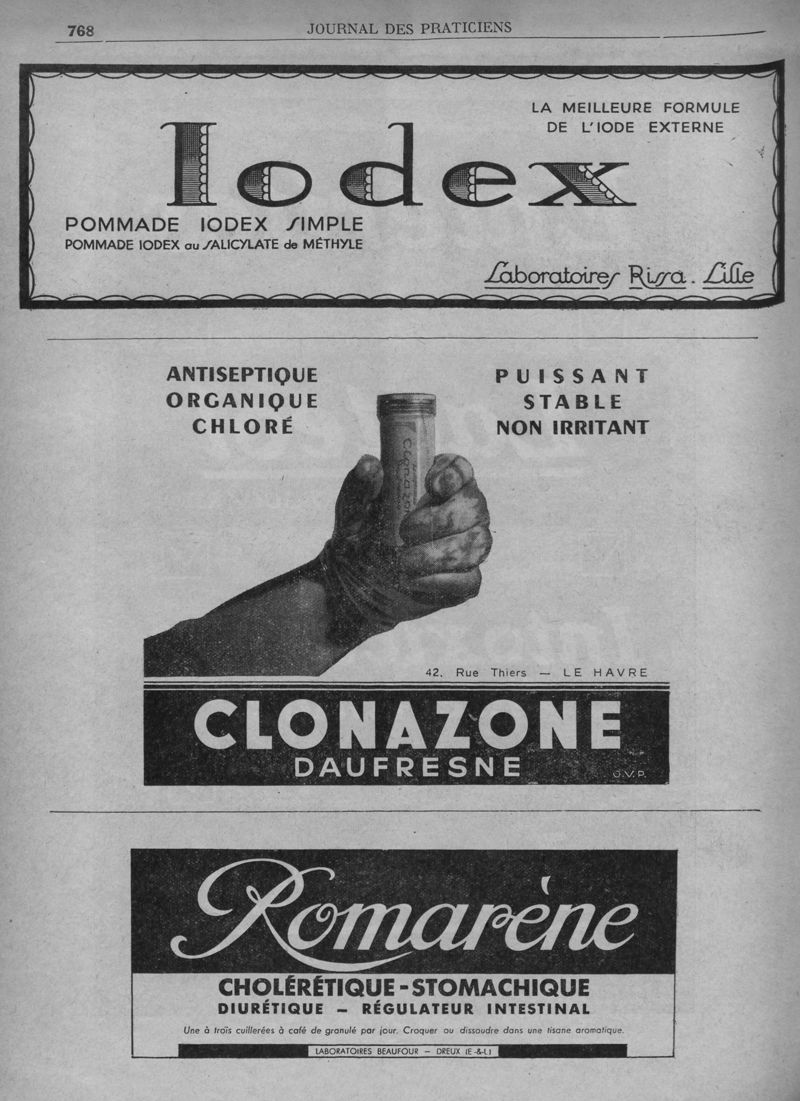 768
JOURNAL DES PRATICIENS
LA MEILLEURE FORMULE
DE L'IODE EXTERNE
Iodex
POMMADE IODEX SIMPLE
POMMADE IODEX au SALICYLATE de MÉTHYLE
Laboratoires Rissa. Lille
ANTISEPTIQUE
ORGANIQUE
CHLORÉ
PUISSANT
STABLE
NON IRRITANT
Clonazone
42, Rue Thiers — LE HAVRE
CLONAZONE
DAUFRESNE
O.V.P.
Romarène
CHOLÉRÉTIQUE - STOMACHIQUE
DIURÉTIQUE — RÉGULATEUR INTESTINAL
Une à trois cuillerées à café de granulé par jour. Croquer ou dissoudre dans une tisane aromatique.
LABORATOIRES BEAUFOUR — DREUX (E-&-L)